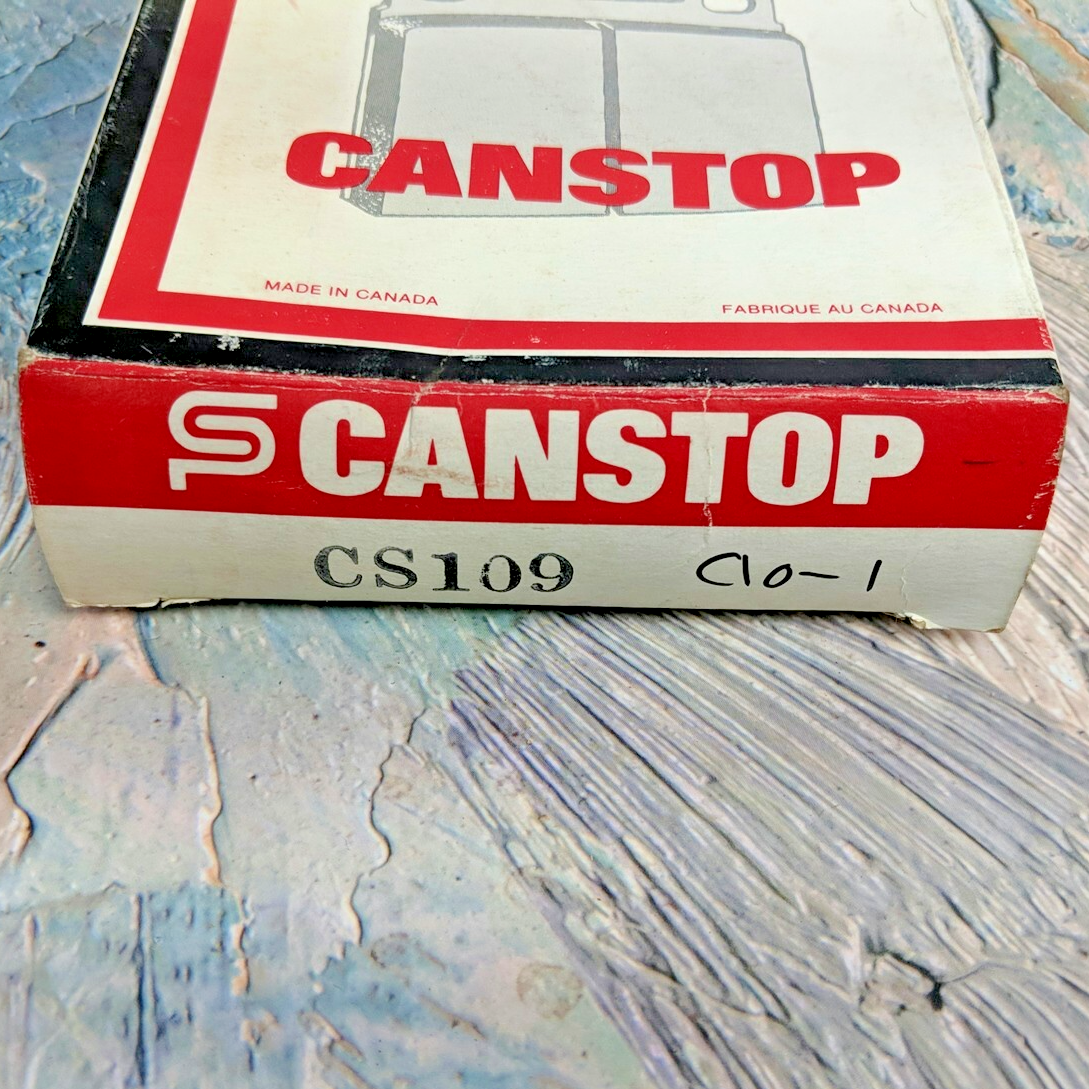 CANSTOP
MADE IN CANADA
FABRIQUE AU CANADA
CANSTOP
CS109 C10-1